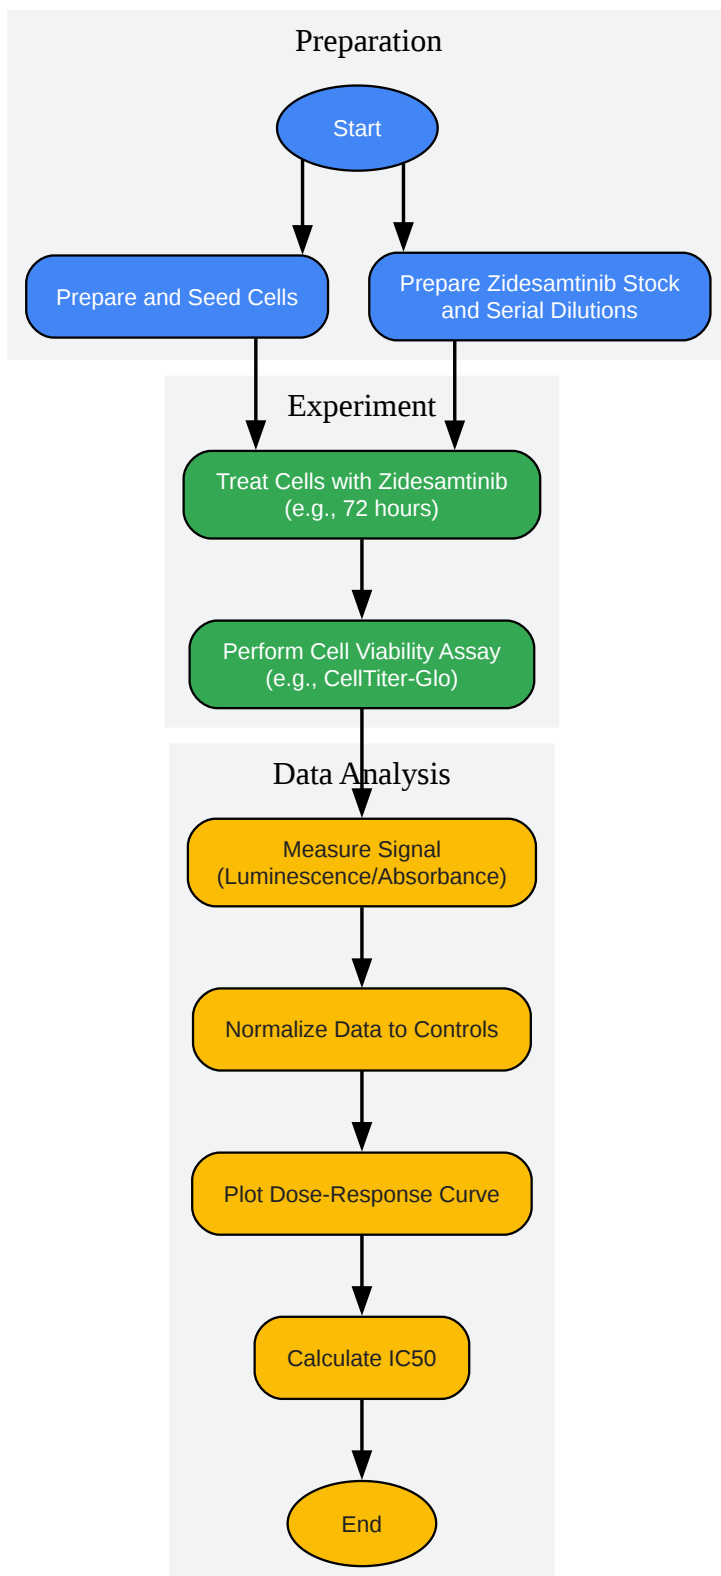 Preparation
Start
Prepare and Seed Cells
Prepare Zidesamtinib Stock
and Serial Dilutions
Experiment
Treat Cells with Zidesamtinib
(e.g., 72 hours)
Perform Cell Viability Assay
(e.g., CellTiter-Glo)
Data Analysis
Measure Signal
(Luminescence/Absorbance)
Normalize Data to Controls
Plot Dose-Response Curve
Calculate IC50
End